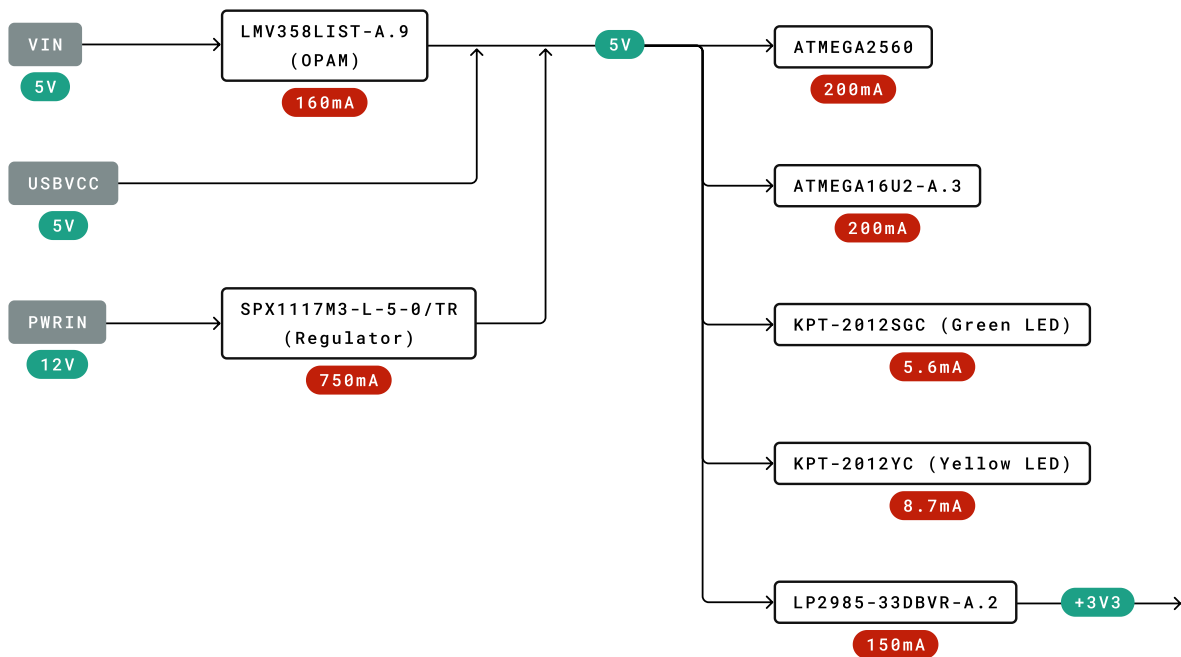 VIN
5V
LMV358LIST-A.9
(OPAM)
160mA
5V
ATMEGA2560
200mA
USBVCC
5V
ATMEGA16U2-A.3
200mA
PWRIN
12V
SPX1117M3-L-5-0/TR
(Regulator)
750mA
KPT-2012SGC (Green LED)
5.6mA
KPT-2012YC (Yellow LED)
8.7mA
LP2985-33DBVR-A.2
150mA
+3V3